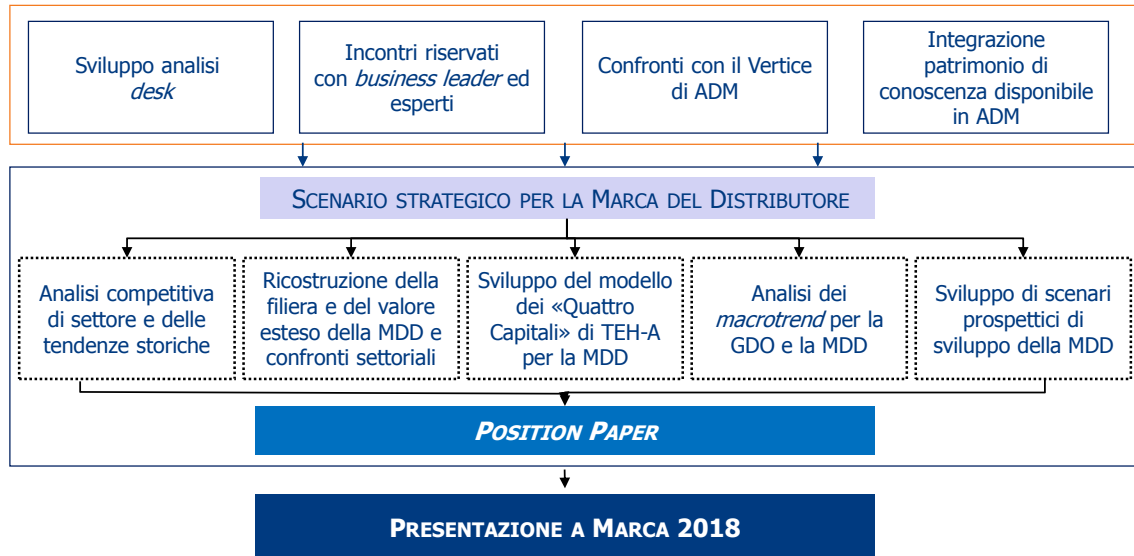 Sviluppo analisi
desk
Incontri riservati
con business leader ed
esperti
Confronti con il Vertice
di ADM
Integrazione
patrimonio di
conoscenza disponibile
in ADM
SCENARIO STRATEGICO PER LA MARCA DEL DISTRIBUTORE
Analisi competitiva
di settore e delle
tendenze storiche
Ricostruzione della
filiera e del valore
esteso della MDD e
confronti settoriali
Sviluppo del modello
dei «Quattro
Capitali» di TEH-A
per la MDD
Analisi dei
macrotrend per la
GDO e la MDD
Sviluppo di scenari
prospettici di
sviluppo della MDD
POSITION PAPER
PRESENTAZIONE A MARCA 2018